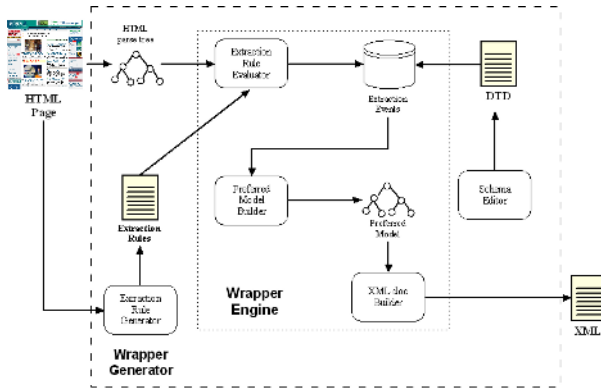 HTML
parse trees
HTML
Page
Extraction
Rule
Evaluator
Extraction
Events
DTD
Extraction
Rules
Preferred
Model
Builder
Preferred
Model
Schema
Editor
Extraction
Rule
Generator
Wrapper
Engine
XML doc
Builder
XML
Wrapper
Generator